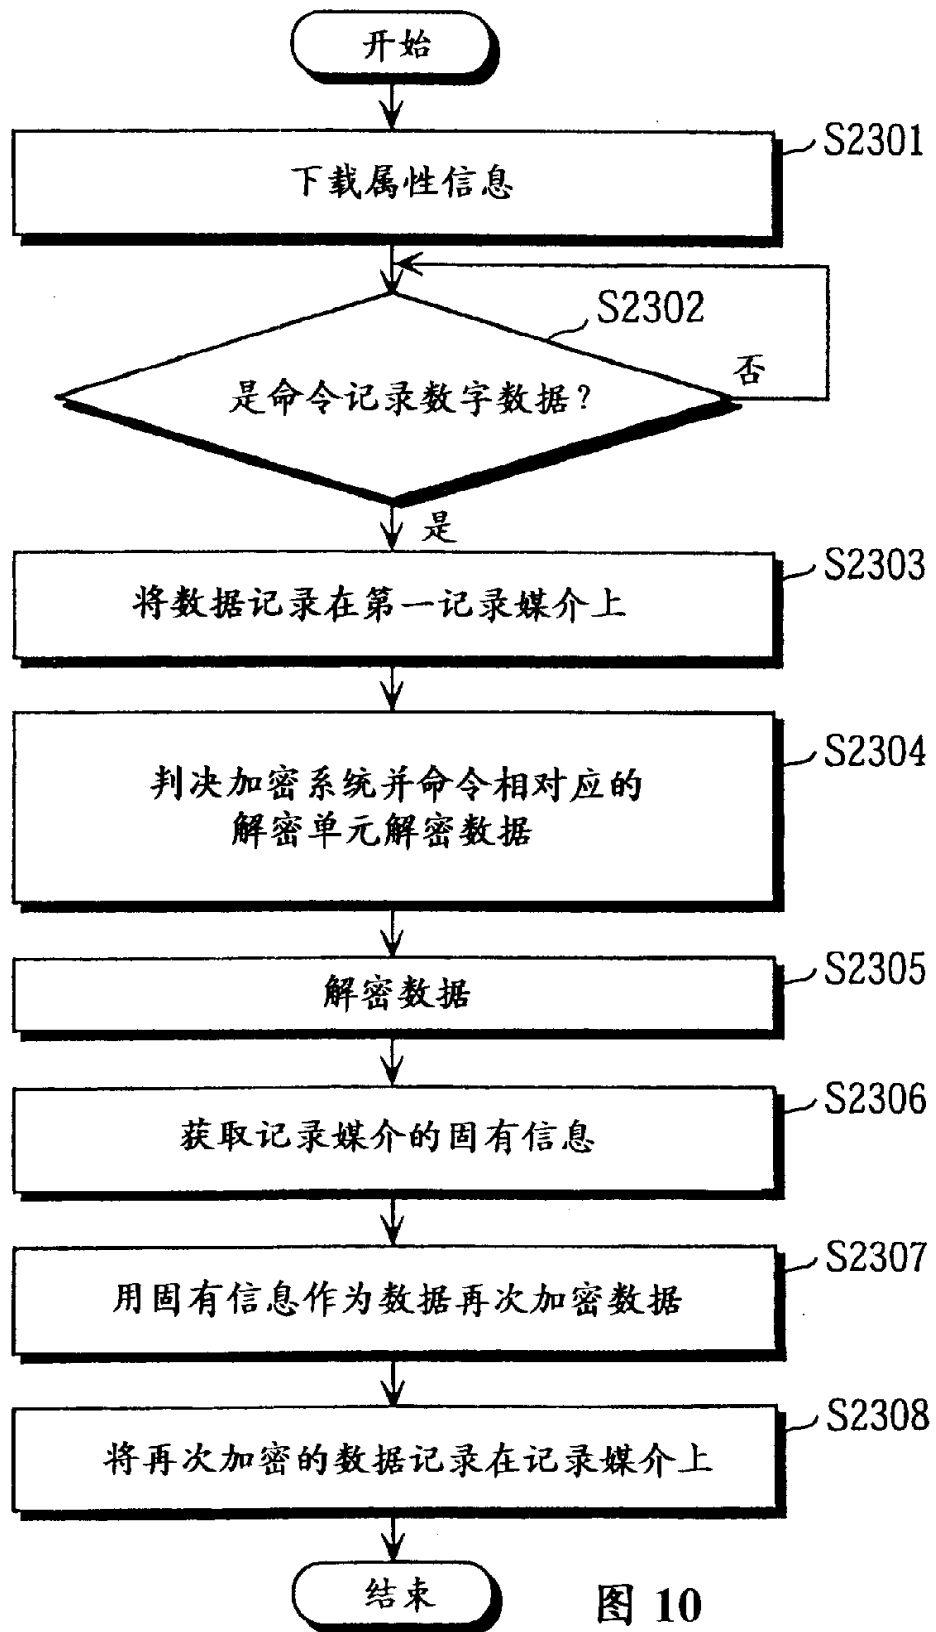 开始
S2301
下载属性信息
S2302
是命令记录数字数据?
否
是
S2303
将数据记录在第一记录媒介上
S2304
判决加密系统并命令相对应的
解密单元解密数据
S2305
解密数据
S2306
获取记录媒介的固有信息
S2307
用固有信息作为数据再次加密数据
S2308
将再次加密的数据记录在记录媒介上
结束
图 10